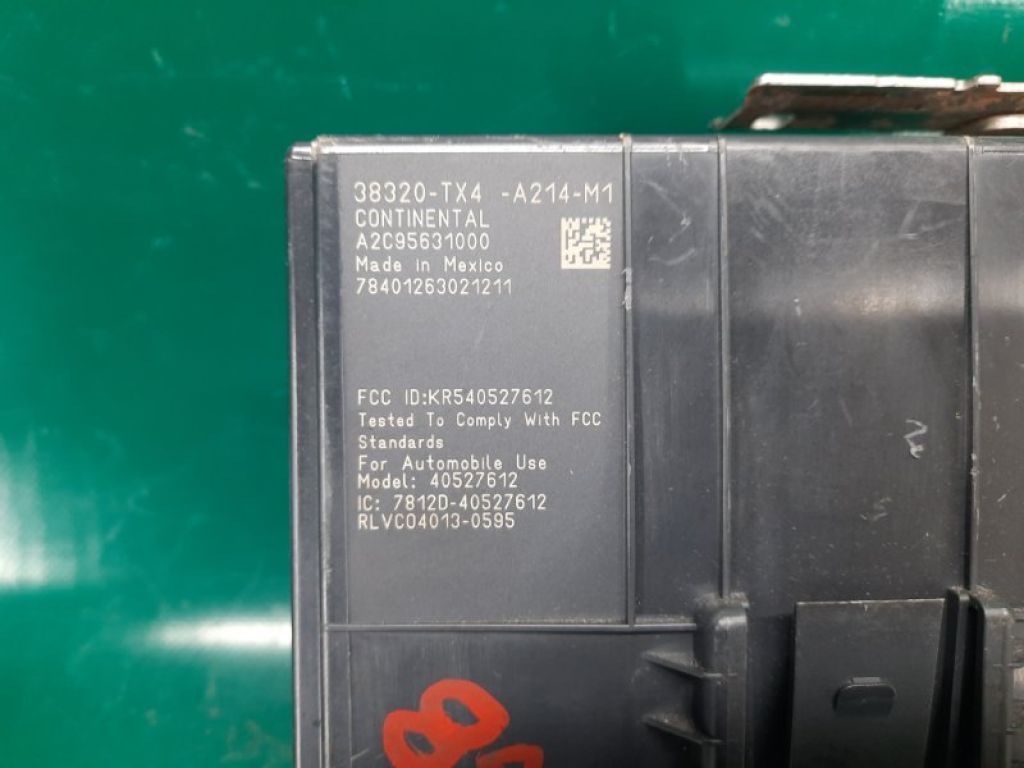 38320-TX4 -A214-M1
CONTINENTAL
A2C95631000
Made in Mexico
78401263021211
FCC ID:KR540527612
Tested To Comply With FCC
Standards
For Automobile Use
Model: 40527612
IC: 7812D-40527612
RLVC04013-0595